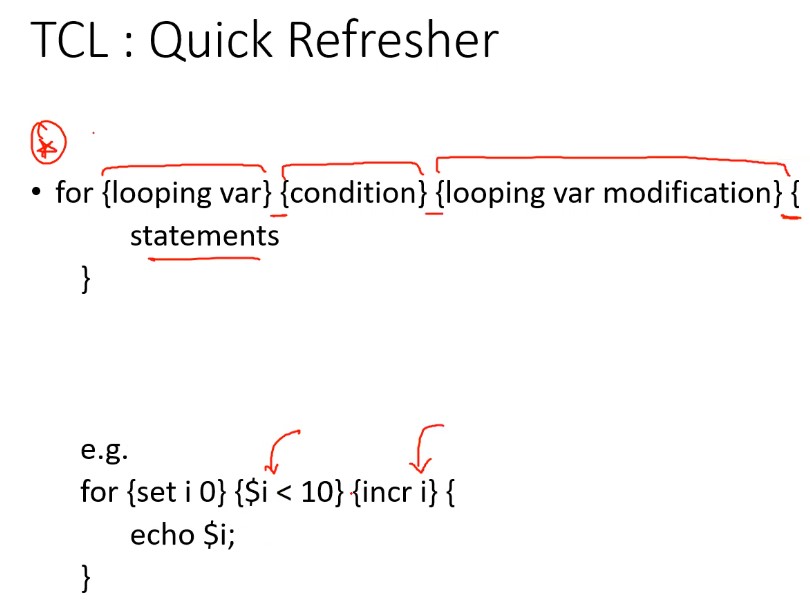 TCL : Quick Refresher
• for {looping var} {condition} {looping var modification} {
statements
}
e.g.
for {set i 0} {$i < 10} {incr i} {
echo $i;
}